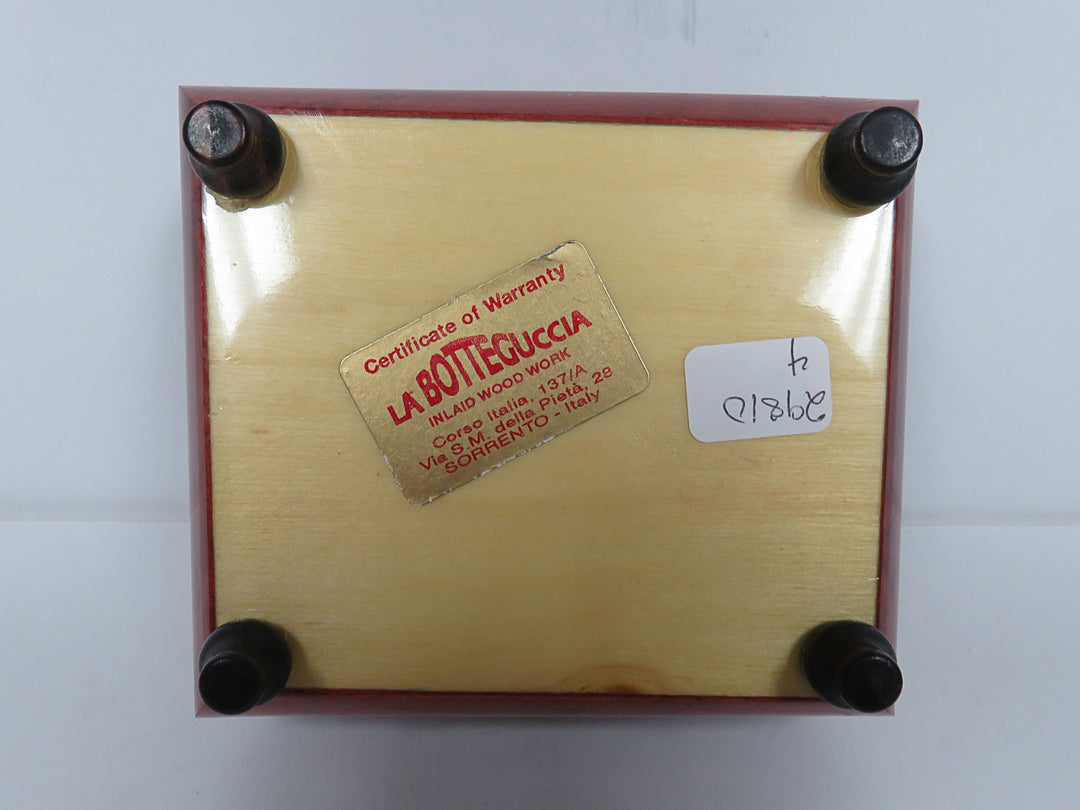 Certificate of Warranty
LA BOTTEGUCCIA
INLAID WOOD WORK
Corso Italia, 137/A
Via S.M. della Pietà, 28
SORRENTO - Italy
29810
4